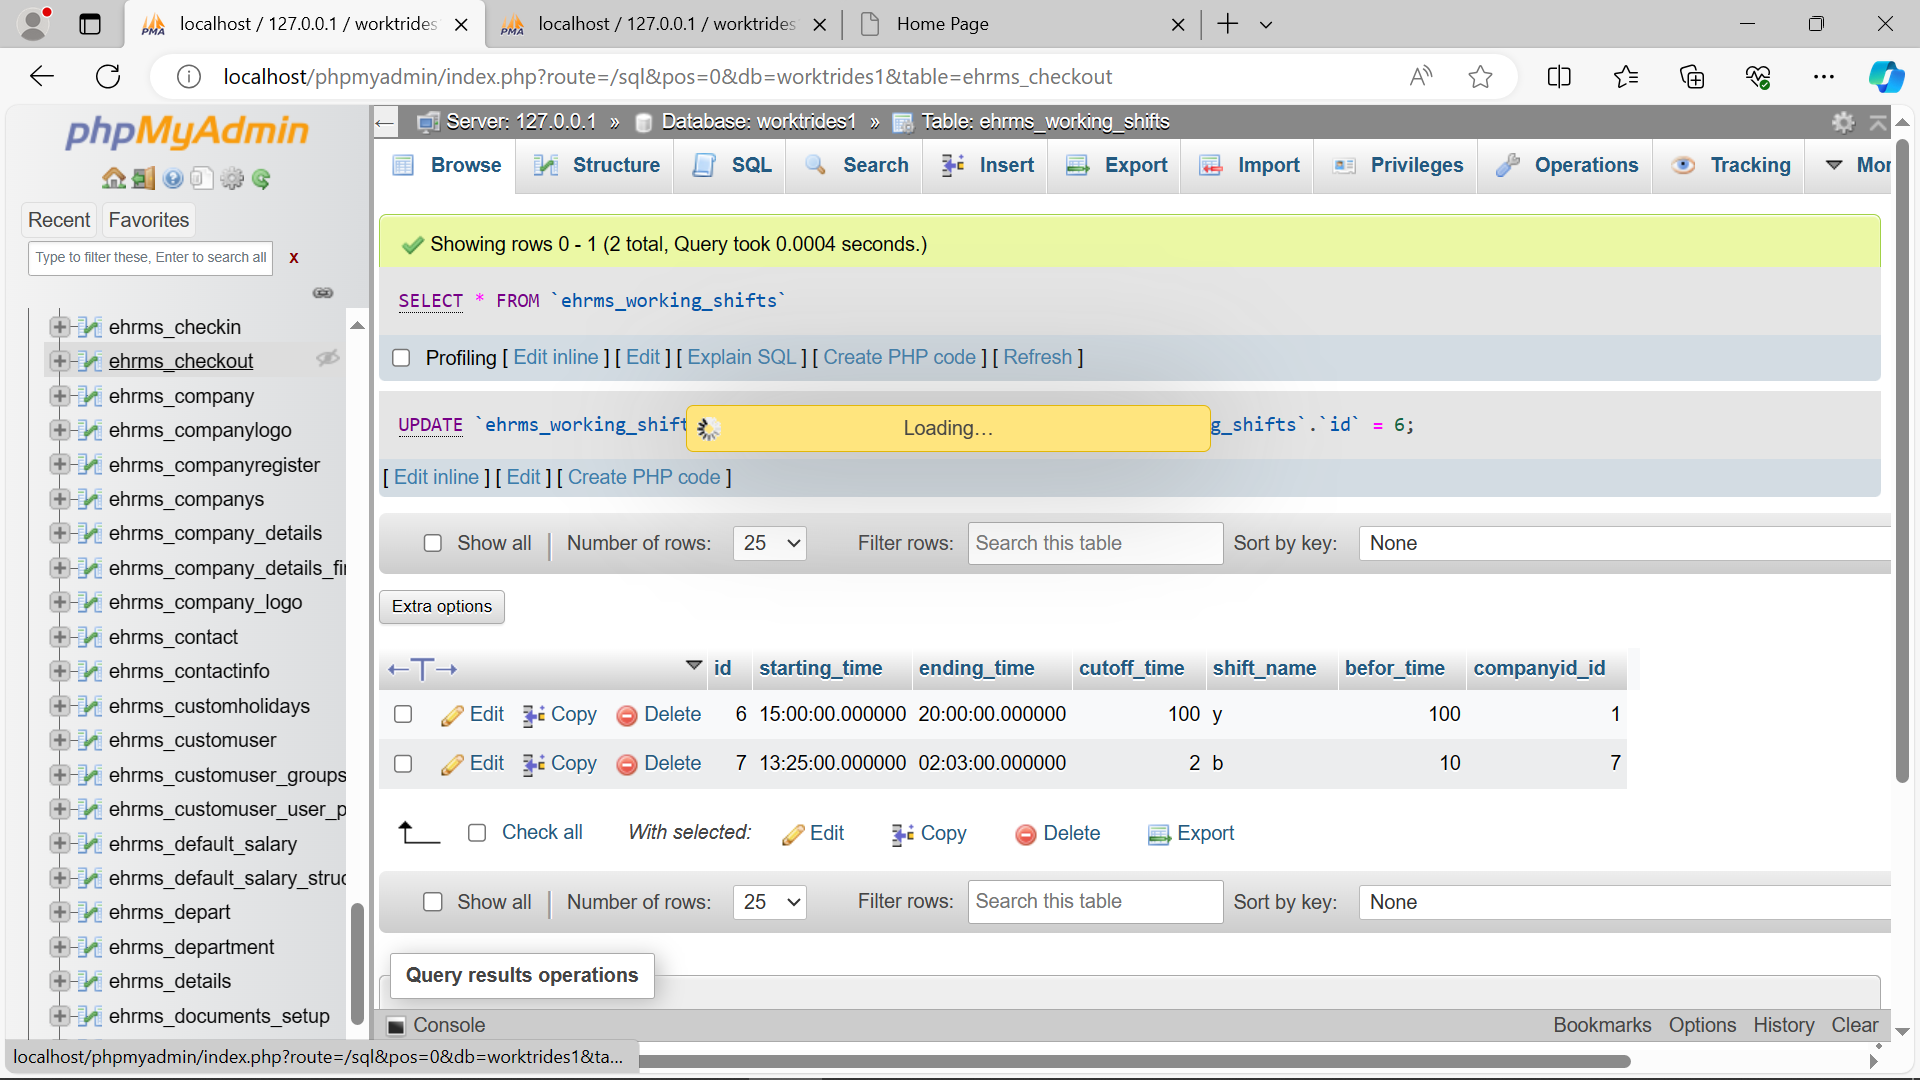 localhost / 127.0.0.1 / worktrides
localhost / 127.0.0.1 / worktrides
Home Page
localhost/phpmyadmin/index.php?route=/sql&pos=0&db=worktrides1&table=ehrms_checkout
phpMyAdmin
Recent Favorites
Type to filter these, Enter to search all X
ehrms_checkin
ehrms_checkout
ehrms_company
ehrms_companylogo
ehrms_companyregister
ehrms_companys
ehrms_company_details
ehrms_company_details_fi
ehrms_company_logo
ehrms_contact
ehrms_contactinfo
ehrms_customholidays
ehrms_customuser
ehrms_customuser_groups
ehrms_customuser_user_p
ehrms_default_salary
ehrms_default_salary_struc
ehrms_depart
ehrms_department
ehrms_details
ehrms_documents_setup
localhost/phpmyadmin/index.php?route=/sql&pos=0&db=worktrides1&ta...
Server: 127.0.0.1 » Database: worktrides1 » Table: ehrms_working_shifts
Browse Structure SQL Search Insert Export Import Privileges Operations Tracking Mor
Showing rows 0 - 1 (2 total, Query took 0.0004 seconds.)
SELECT * FROM `ehrms_working_shifts`
Profiling [ Edit inline ] [ Edit ] [ Explain SQL ] [ Create PHP code ] [ Refresh ]
UPDATE `ehrms_working_shift Loading… g_shifts`.`id` = 6;
[ Edit inline ] [ Edit ] [ Create PHP code ]
Show all | Number of rows: 25 Filter rows: Search this table Sort by key: None
Extra options
←T→ id starting_time ending_time cutoff_time shift_name befor_time companyid_id
Edit Copy Delete 6 15:00:00.000000 20:00:00.000000 100 y 100 1
Edit Copy Delete 7 13:25:00.000000 02:03:00.000000 2 b 10 7
Check all With selected: Edit Copy Delete Export
Show all | Number of rows: 25 Filter rows: Search this table Sort by key: None
Query results operations
Console Bookmarks Options History Clear